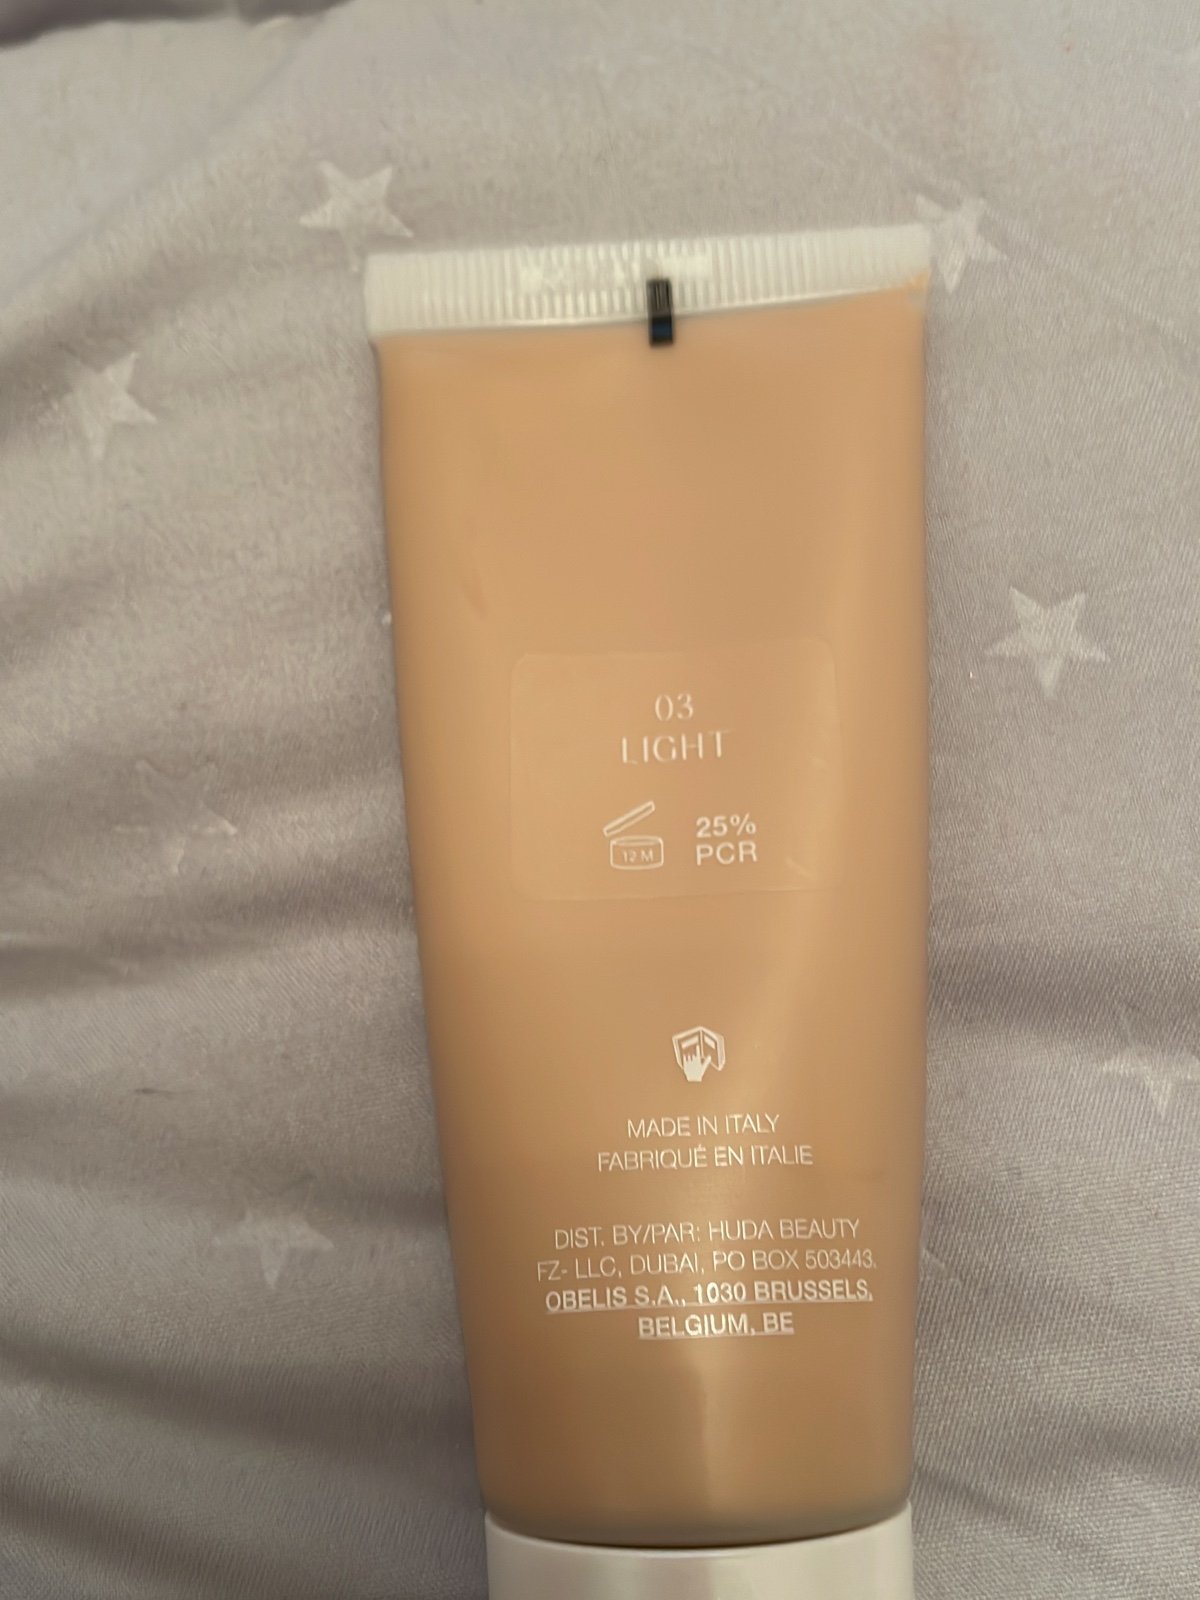 03
LIGHT
12 M
25%
PCR
MADE IN ITALY
FABRIQUÉ EN ITALIE
DIST. BY/PAR: HUDA BEAUTY
FZ- LLC, DUBAI, PO BOX 503443.
OBELIS S.A., 1030 BRUSSELS,
BELGIUM, BE